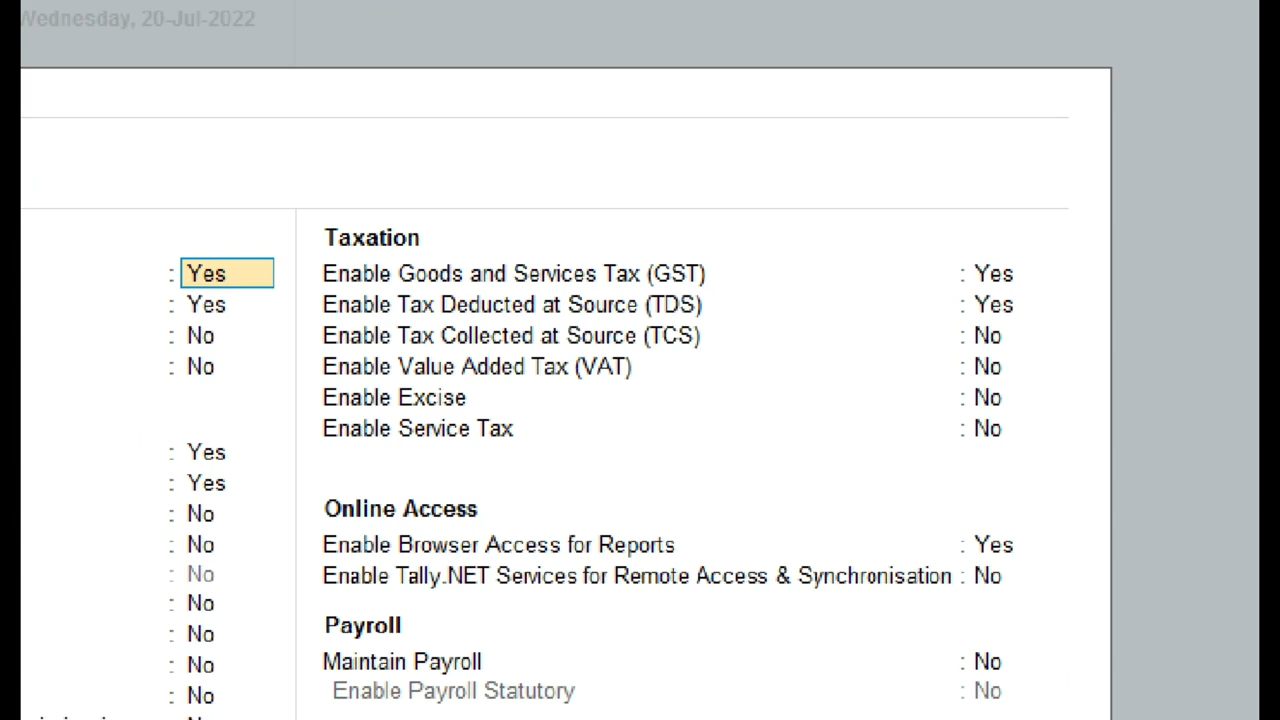 Wednesday, 20-Jul-2022
: Yes
: Yes
: No
: No
: Yes
: Yes
: No
: No
: No
: No
: No
: No
: No
Taxation
Enable Goods and Services Tax (GST) : Yes
Enable Tax Deducted at Source (TDS) : Yes
Enable Tax Collected at Source (TCS) : No
Enable Value Added Tax (VAT) : No
Enable Excise : No
Enable Service Tax : No
Online Access
Enable Browser Access for Reports : Yes
Enable Tally.NET Services for Remote Access & Synchronisation : No
Payroll
Maintain Payroll : No
Enable Payroll Statutory : No